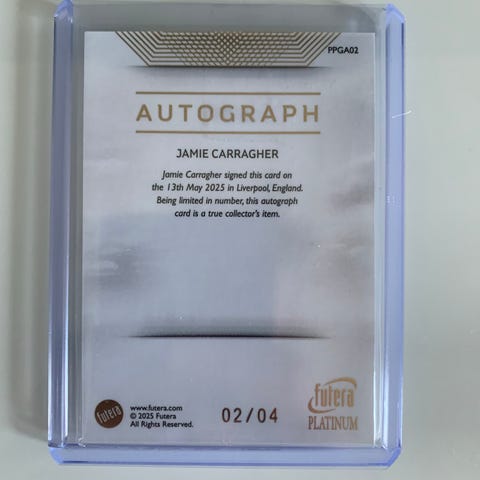 PPGA02
AUTOGRAPH
JAMIE CARRAGHER
Jamie Carragher signed this card on
the 13th May 2025 in Liverpool, England.
Being limited in number, this autograph
card is a true collector's item.
futera
www.futera.com
© 2025 Futera
All Rights Reserved.
02/04
futera
PLATINUM